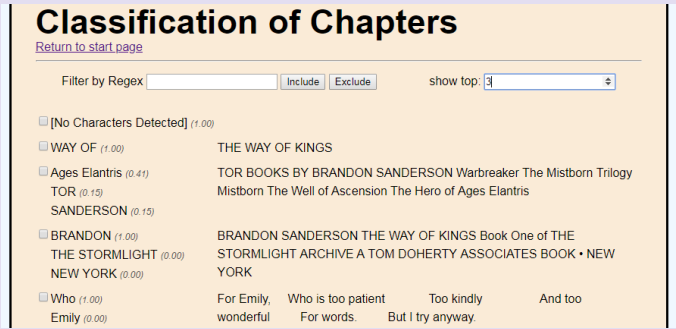 Classification of Chapters
Return to start page
Filter by Regex Include Exclude show top: 3
[No Characters Detected] (1.00)
WAY OF (1.00) THE WAY OF KINGS
Ages Elantris (0.41) TOR BOOKS BY BRANDON SANDERSON Warbreaker The Mistborn Trilogy
TOR (0.15) Mistborn The Well of Ascension The Hero of Ages Elantris
SANDERSON (0.15)
BRANDON (1.00) BRANDON SANDERSON THE WAY OF KINGS Book One of THE
THE STORMLIGHT (0.00) STORMLIGHT ARCHIVE A TOM DOHERTY ASSOCIATES BOOK • NEW
NEW YORK (0.00) YORK
Who (1.00) For Emily, Who is too patient Too kindly And too
Emily (0.00) wonderful For words. But I try anyway.